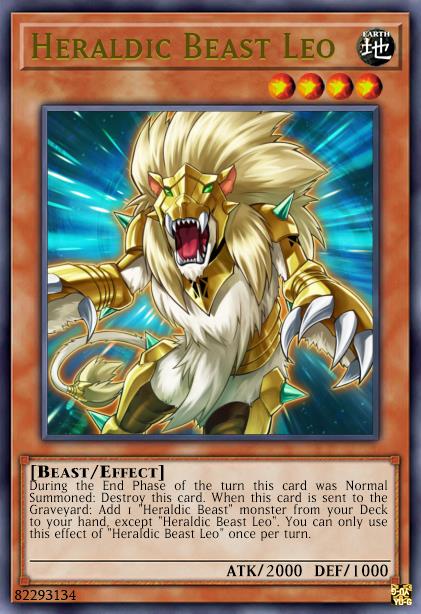 Heraldic Beast Leo
EARTH
地
[Beast/Effect]
During the End Phase of the turn this card was Normal
Summoned: Destroy this card. When this card is sent to the
Graveyard: Add 1 "Heraldic Beast" monster from your Deck
to your hand, except "Heraldic Beast Leo". You can only use
this effect of "Heraldic Beast Leo" once per turn.
ATK/2000 DEF/1000
82293134